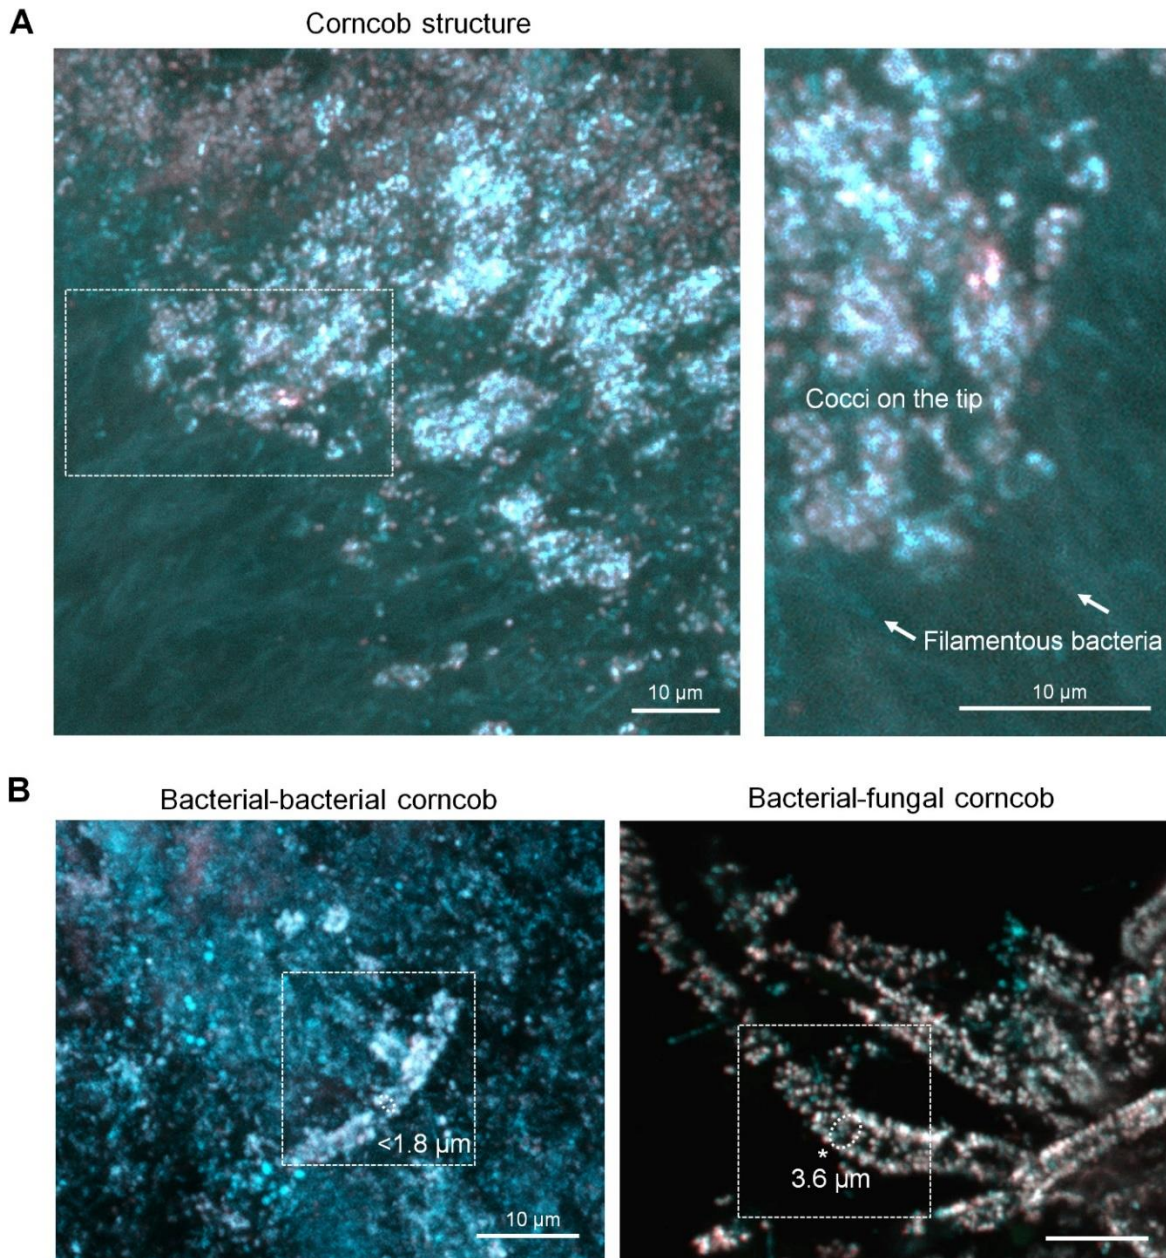 A
Corncob structure
Cocci on the tip
Filamentous bacteria
10 µm
10 µm
B
Bacterial-bacterial corncob
Bacterial-fungal corncob
<1.8 µm
*
3.6 µm
10 µm